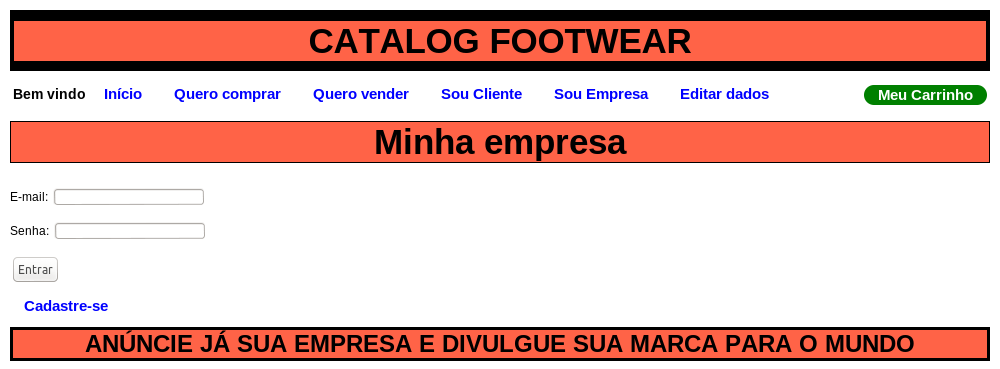 CATALOG FOOTWEAR
Bem vindo Início Quero comprar Quero vender Sou Cliente Sou Empresa Editar dados Meu Carrinho
Minha empresa
E-mail:
Senha:
Entrar
Cadastre-se
ANÚNCIE JÁ SUA EMPRESA E DIVULGUE SUA MARCA PARA O MUNDO